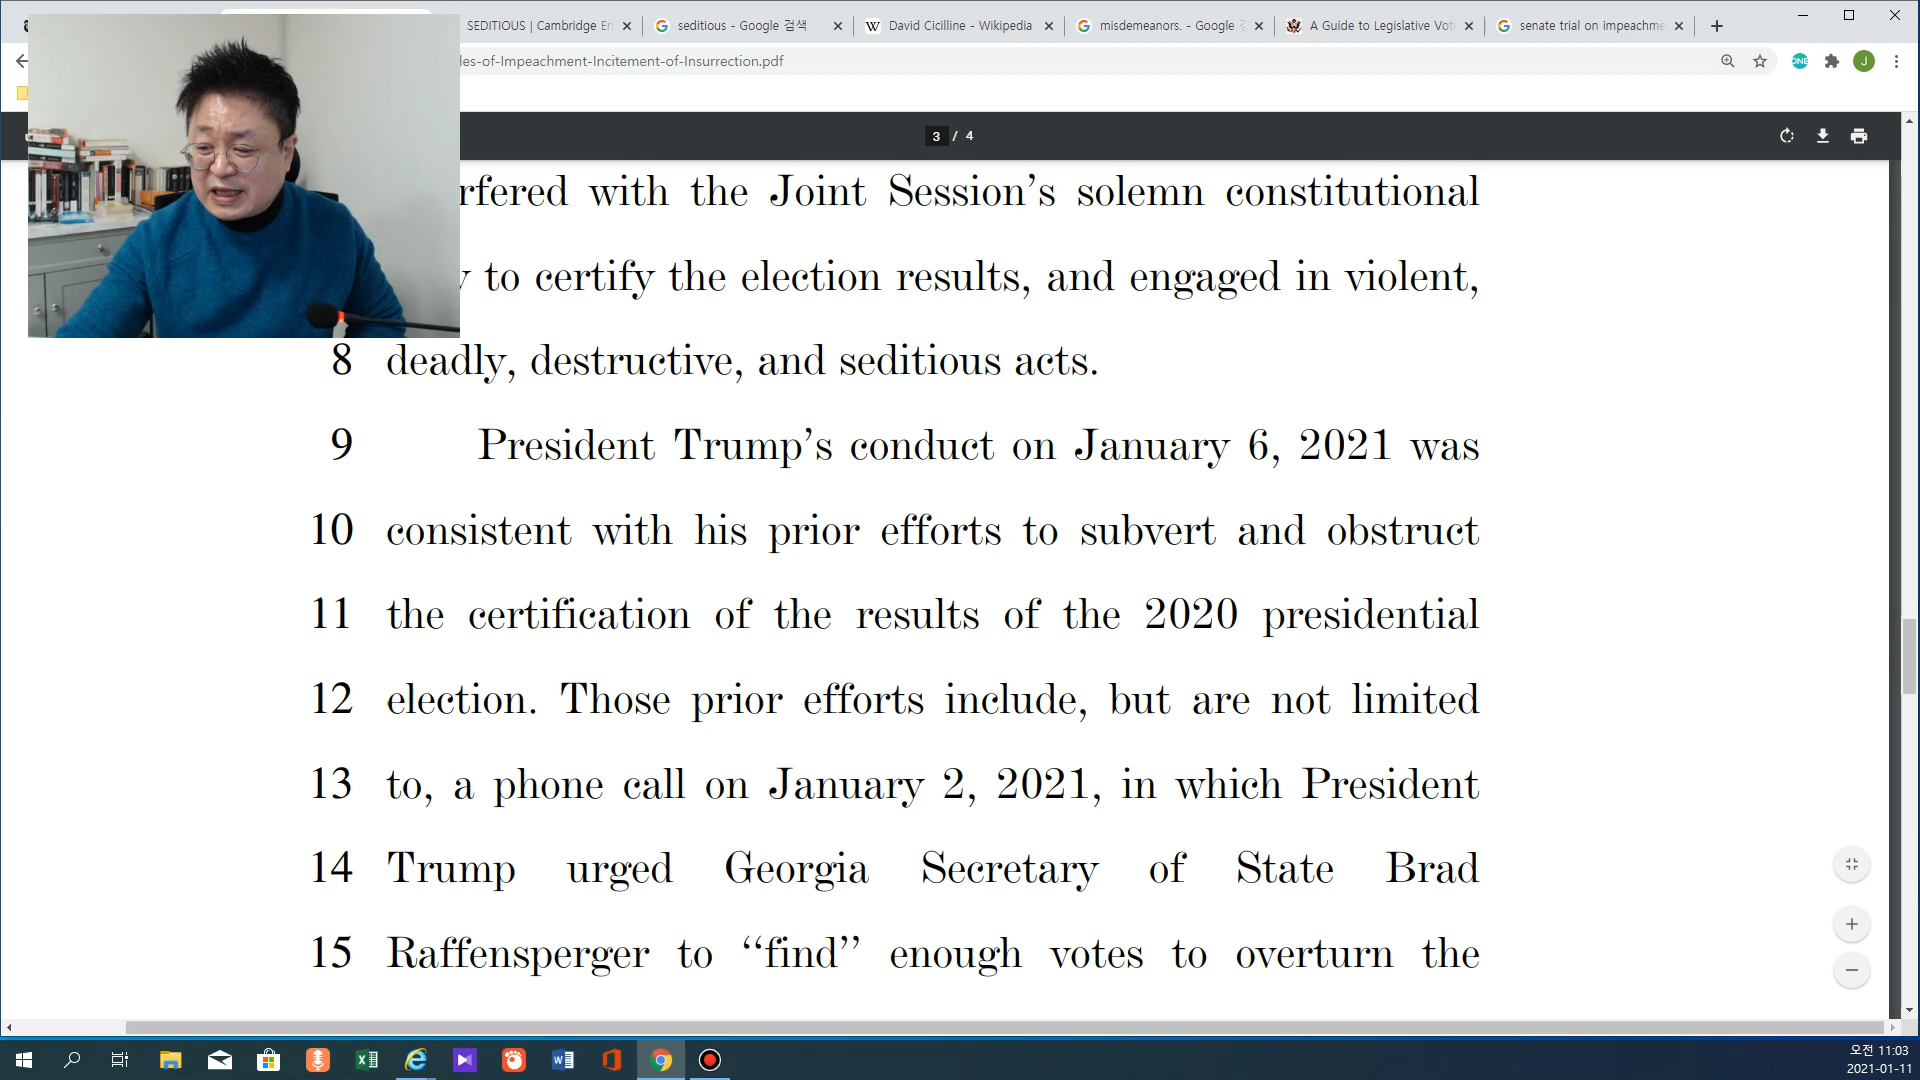 SEDITIOUS | Cambridge En
seditious - Google 검색
David Cicilline - Wikipedia
misdemeanors. - Google
A Guide to Legislative Vot
senate trial on impeachme
les-of-Impeachment-Incitement-of-Insurrection.pdf
3 / 4
rfered with the Joint Session’s solemn constitutional
to certify the election results, and engaged in violent,
8 deadly, destructive, and seditious acts.
9 President Trump’s conduct on January 6, 2021 was
10 consistent with his prior efforts to subvert and obstruct
11 the certification of the results of the 2020 presidential
12 election. Those prior efforts include, but are not limited
13 to, a phone call on January 2, 2021, in which President
14 Trump urged Georgia Secretary of State Brad
15 Raffensperger to “find” enough votes to overturn the
오전 11:03
2021-01-11